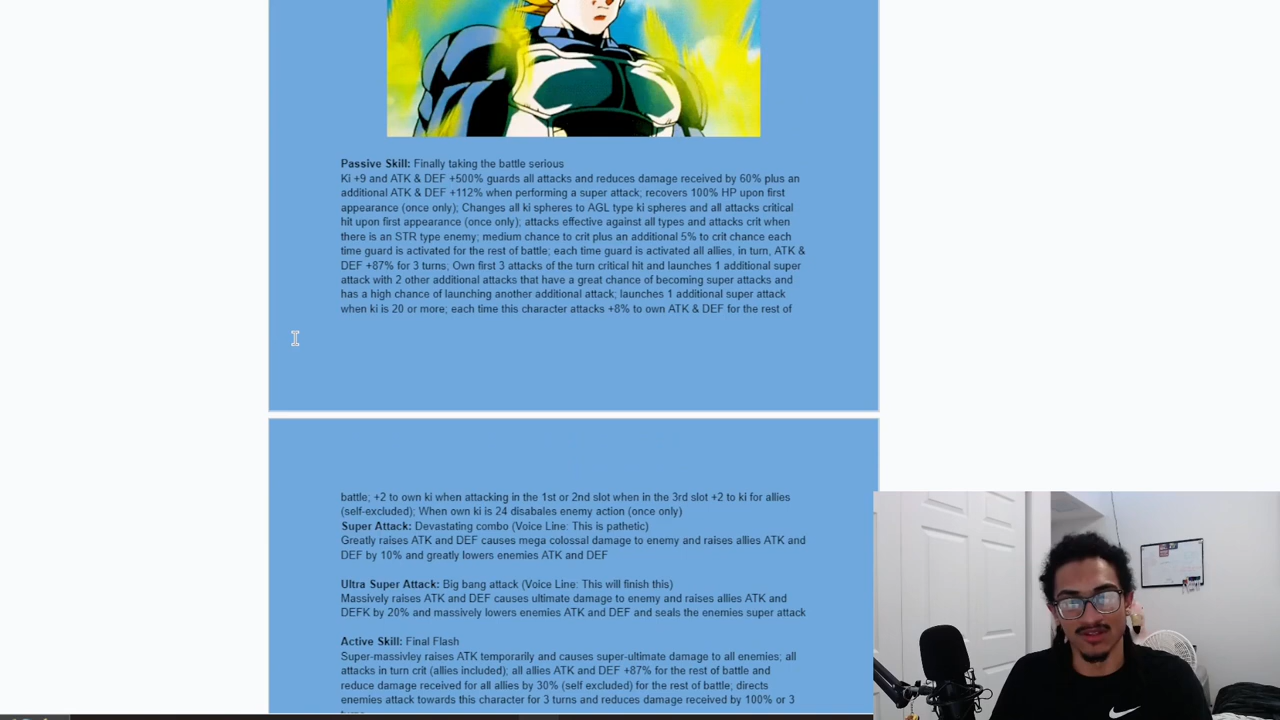 Passive Skill: Finally taking the battle serious
Ki +9 and ATK & DEF +500% guards all attacks and reduces damage received by 60% plus an
additional ATK & DEF +112% when performing a super attack; recovers 100% HP upon first
appearance (once only); Changes all ki spheres to AGL type ki spheres and all attacks critical
hit upon first appearance (once only); attacks effective against all types and attacks crit when
there is an STR type enemy; medium chance to crit plus an additional 5% to crit chance each
time guard is activated for the rest of battle; each time guard is activated all allies, in turn, ATK &
DEF +87% for 3 turns; Own first 3 attacks of the turn critical hit and launches 1 additional super
attack with 2 other additional attacks that have a great chance of becoming super attacks and
has a high chance of launching another additional attack; launches 1 additional super attack
when ki is 20 or more; each time this character attacks +8% to own ATK & DEF for the rest of
battle; +2 to own ki when attacking in the 1st or 2nd slot when in the 3rd slot +2 to ki for allies
(self-excluded); When own ki is 24 disabales enemy action (once only)
Super Attack: Devastating combo (Voice Line: This is pathetic)
Greatly raises ATK and DEF causes mega colossal damage to enemy and raises allies ATK and
DEF by 10% and greatly lowers enemies ATK and DEF
Ultra Super Attack: Big bang attack (Voice Line: This will finish this)
Massively raises ATK and DEF causes ultimate damage to enemy and raises allies ATK and
DEFK by 20% and massively lowers enemies ATK and DEF and seals the enemies super attack
Active Skill: Final Flash
Super-massivley raises ATK temporarily and causes super-ultimate damage to all enemies; all
attacks in turn crit (allies included); all allies ATK and DEF +87% for the rest of battle and
reduce damage received for all allies by 30% (self excluded) for the rest of battle; directs
enemies attack towards this character for 3 turns and reduces damage received by 100% or 3